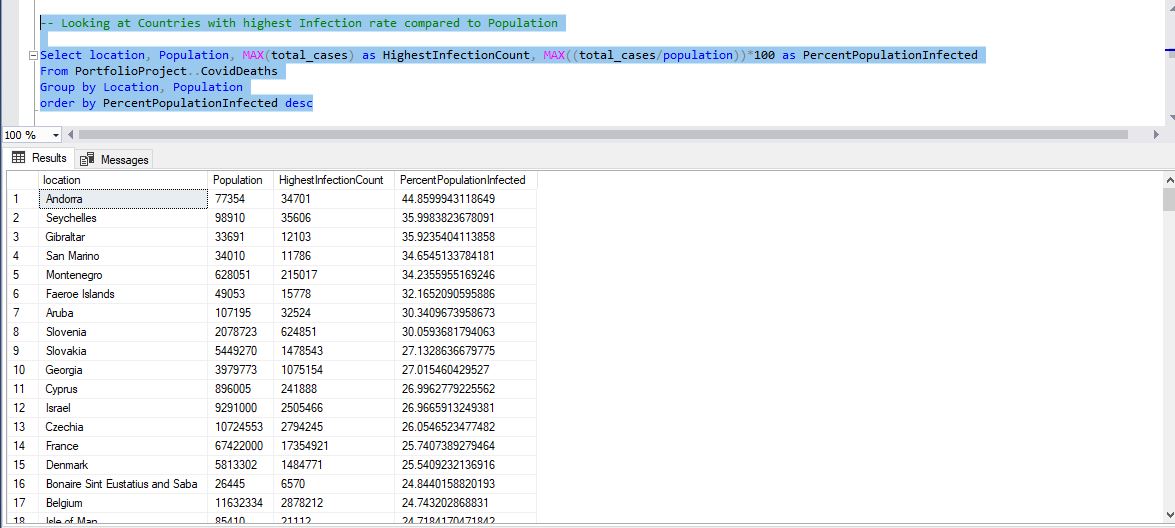 -- Looking at Countries with highest Infection rate compared to Population
Select location, Population, MAX(total_cases) as HighestInfectionCount, MAX((total_cases/population))*100 as PercentPopulationInfected
From PortfolioProject..CovidDeaths
Group by Location, Population
order by PercentPopulationInfected desc
100 %
Results Messages
location Population HighestInfectionCount PercentPopulationInfected
1 Andorra 77354 34701 44.8599943118649
2 Seychelles 98910 35606 35.9983823678091
3 Gibraltar 33691 12103 35.9235404113858
4 San Marino 34010 11786 34.6545133784181
5 Montenegro 628051 215017 34.2355955169246
6 Faeroe Islands 49053 15778 32.1652090595886
7 Aruba 107195 32524 30.3409673958673
8 Slovenia 2078723 624851 30.0593681794063
9 Slovakia 5449270 1478543 27.1328636679775
10 Georgia 3979773 1075154 27.015460429527
11 Cyprus 896005 241888 26.9962779225562
12 Israel 9291000 2505466 26.9665913249381
13 Czechia 10724553 2794245 26.0546523477482
14 France 67422000 17354921 25.7407389279464
15 Denmark 5813302 1484771 25.5409232136916
16 Bonaire Sint Eustatius and Saba 26445 6570 24.8440158820193
17 Belgium 11632334 2878212 24.743202868831
18 Isle of Man 85410 21112 24.7184170471842